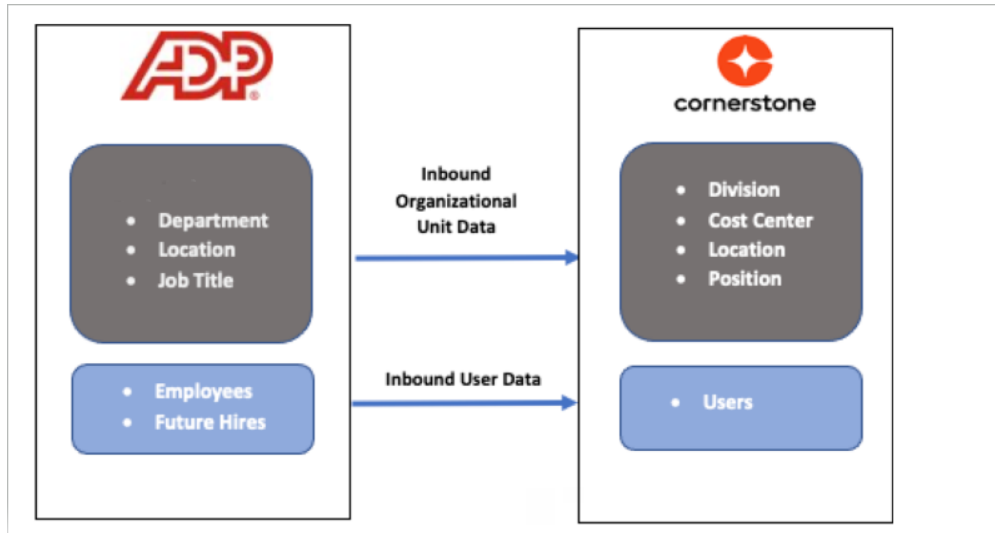 ADP
®
Department
Location
Job Title
Employees
Future Hires
Inbound
Organizational
Unit Data
Inbound User Data
cornerstone
Division
Cost Center
Location
Position
Users